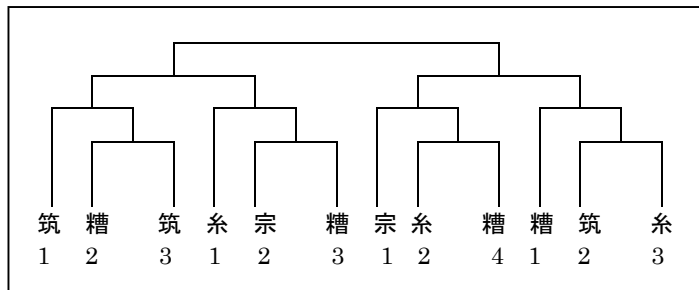 筑 糟 筑 糸 宗 糟 宗 糸 糟 糟 筑 糸
1 2 3 1 2 3 1 2 4 1 2 3